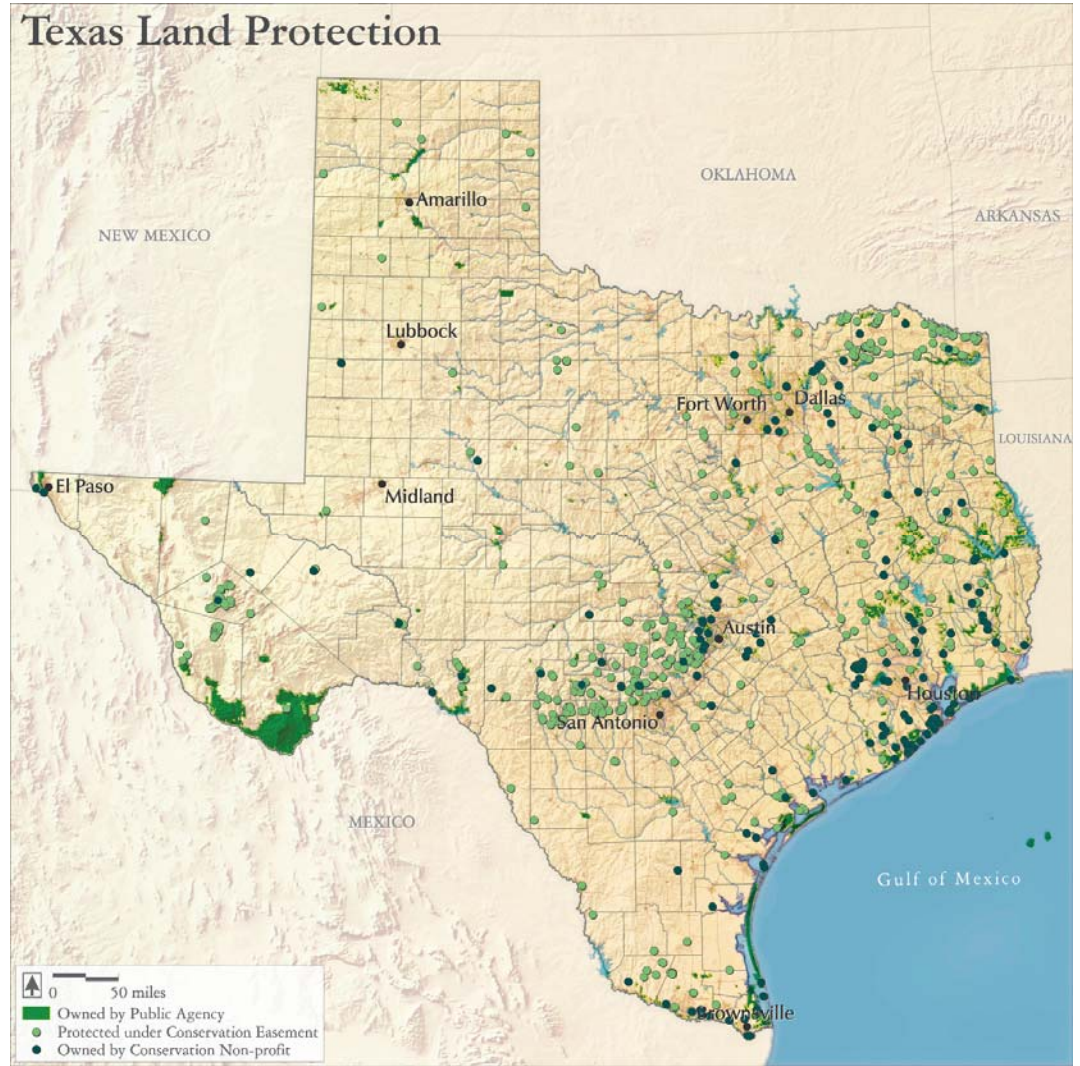 Texas Land Protection
OKLAHOMA
ARKANSAS
Amarillo
NEW MEXICO
Lubbock
Fort Worth
Dallas
LOUISIANA
El Paso
Midland
Austin
Houston
San Antonio
MEXICO
Gulf of Mexico
Brownsville
0 50 miles
Owned by Public Agency
Protected under Conservation Easement
Owned by Conservation Non-profit